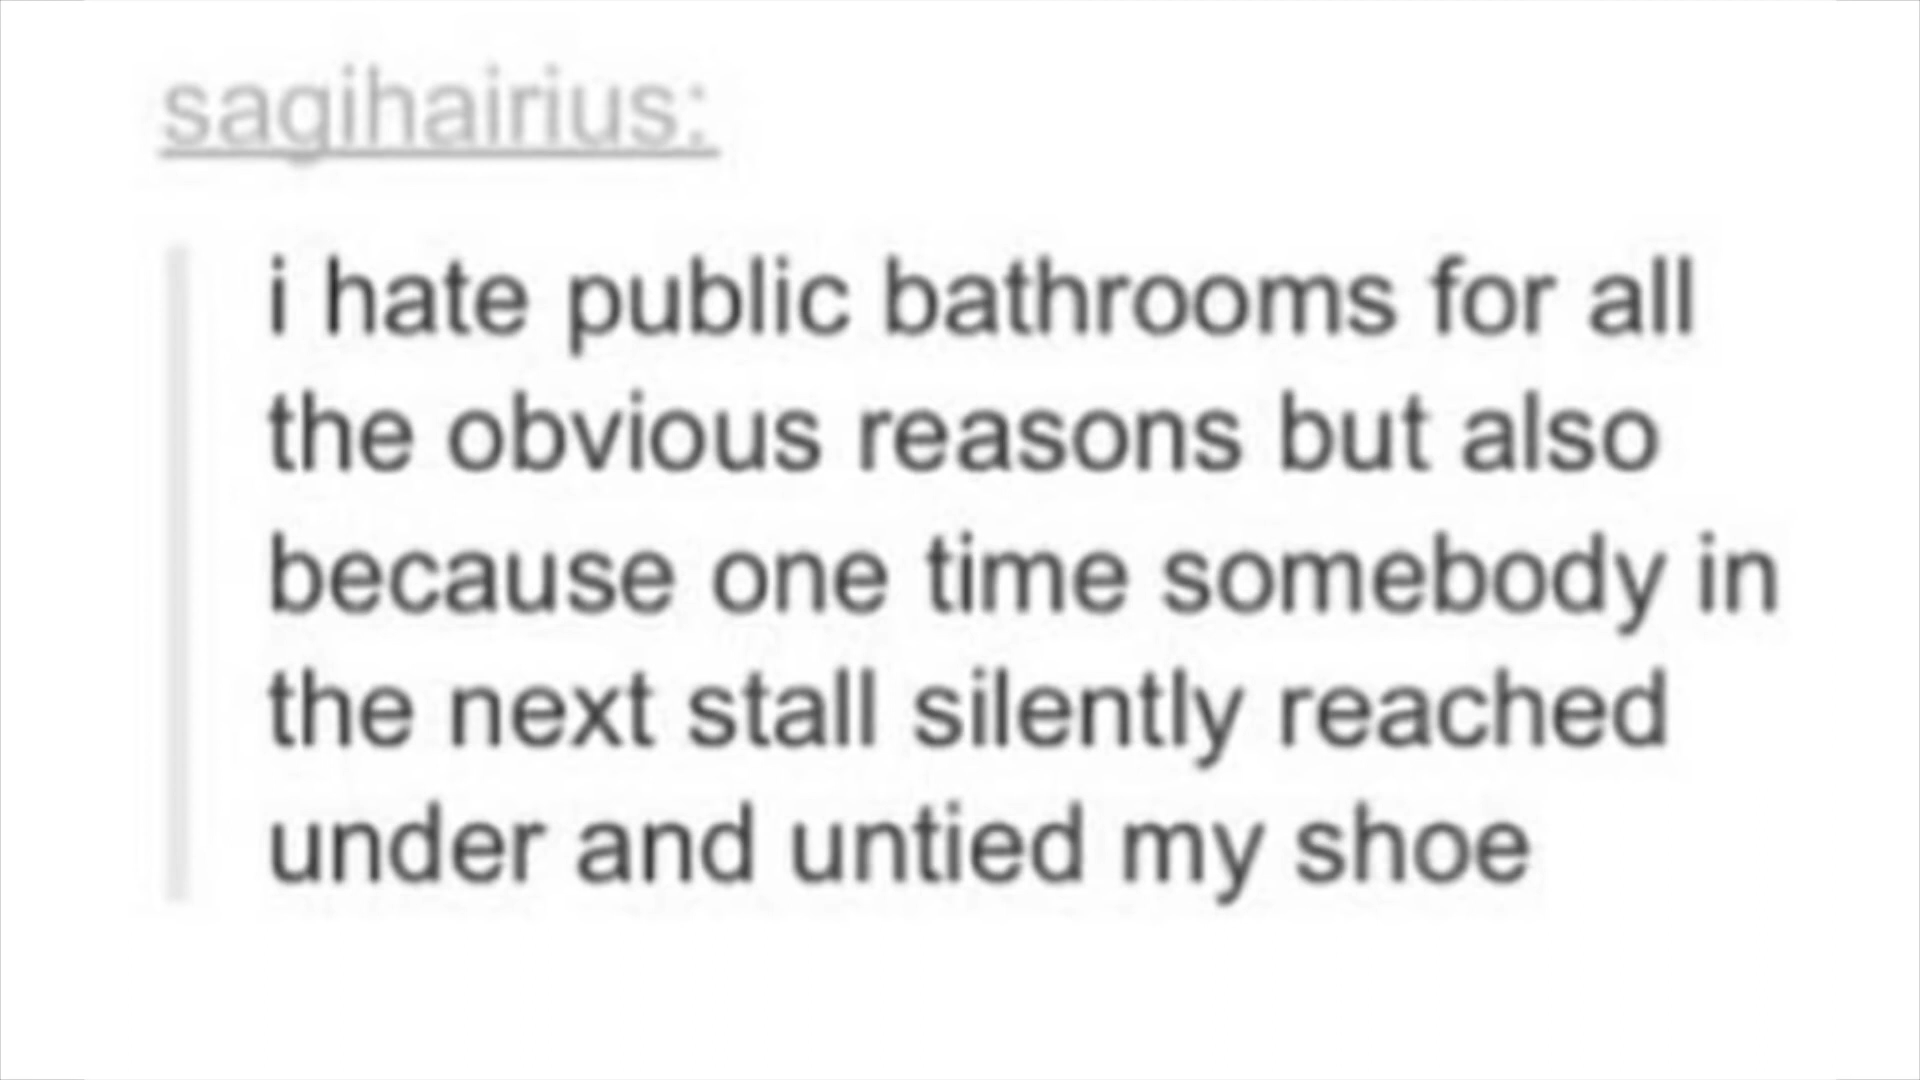 sagihairius:
i hate public bathrooms for all
the obvious reasons but also
because one time somebody in
the next stall silently reached
under and untied my shoe